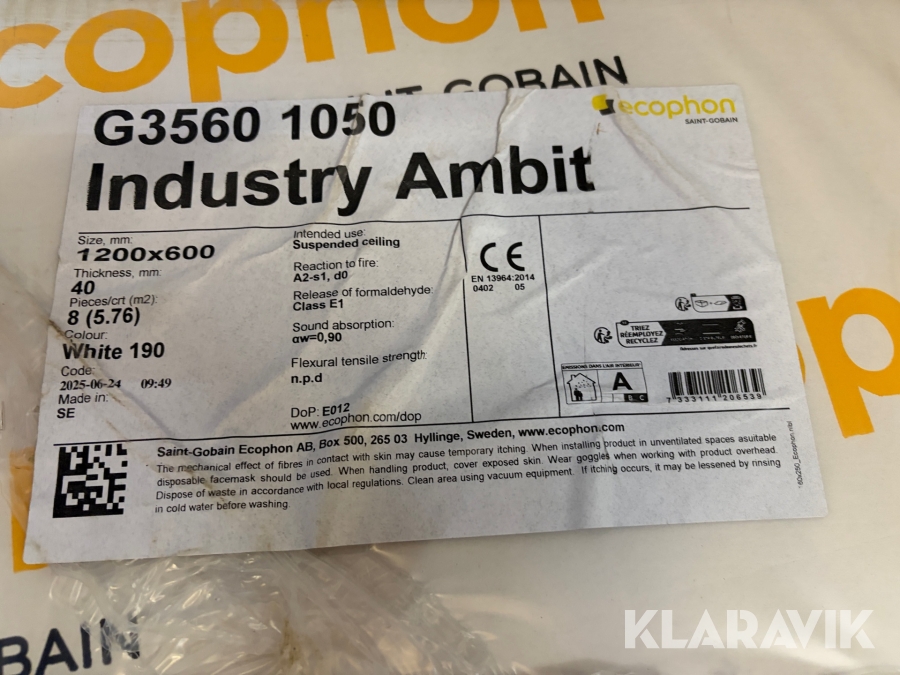 cophon
SAINT-GOBAIN
G3560 1050
Industry Ambit
ecophon
SAINT-GOBAIN
Size, mm:
1200x600
Thickness, mm:
40
Pieces/crt (m2):
8 (5.76)
Colour:
White 190
Code:
2025-06-24 09:49
Made in:
SE
Intended use:
Suspended ceiling
Reaction to fire:
A2-s1, d0
Release of formaldehyde:
Class E1
Sound absorption:
αw=0,90
Flexural tensile strength:
n.p.d
DoP: E012
www.ecophon.com/dop
CE
EN 13964:2014
0402 05
TRIEZ
RÉEMPLOYEZ
RECYCLEZ
ÉMISSIONS DANS L'AIR INTÉRIEUR
A
B C
7 333111 206539
Saint-Gobain Ecophon AB, Box 500, 265 03 Hyllinge, Sweden, www.ecophon.com
The mechanical effect of fibres in contact with skin may cause temporary itching. When installing product in unventilated spaces asuitable
disposable facemask should be used. When handling product, cover exposed skin. Wear goggles when working with product overhead.
Dispose of waste in accordance with local regulations. Clean area using vacuum equipment. If itching occurs, it may be lessened by rinsing
in cold water before washing.
BAIN
KLARAVIK